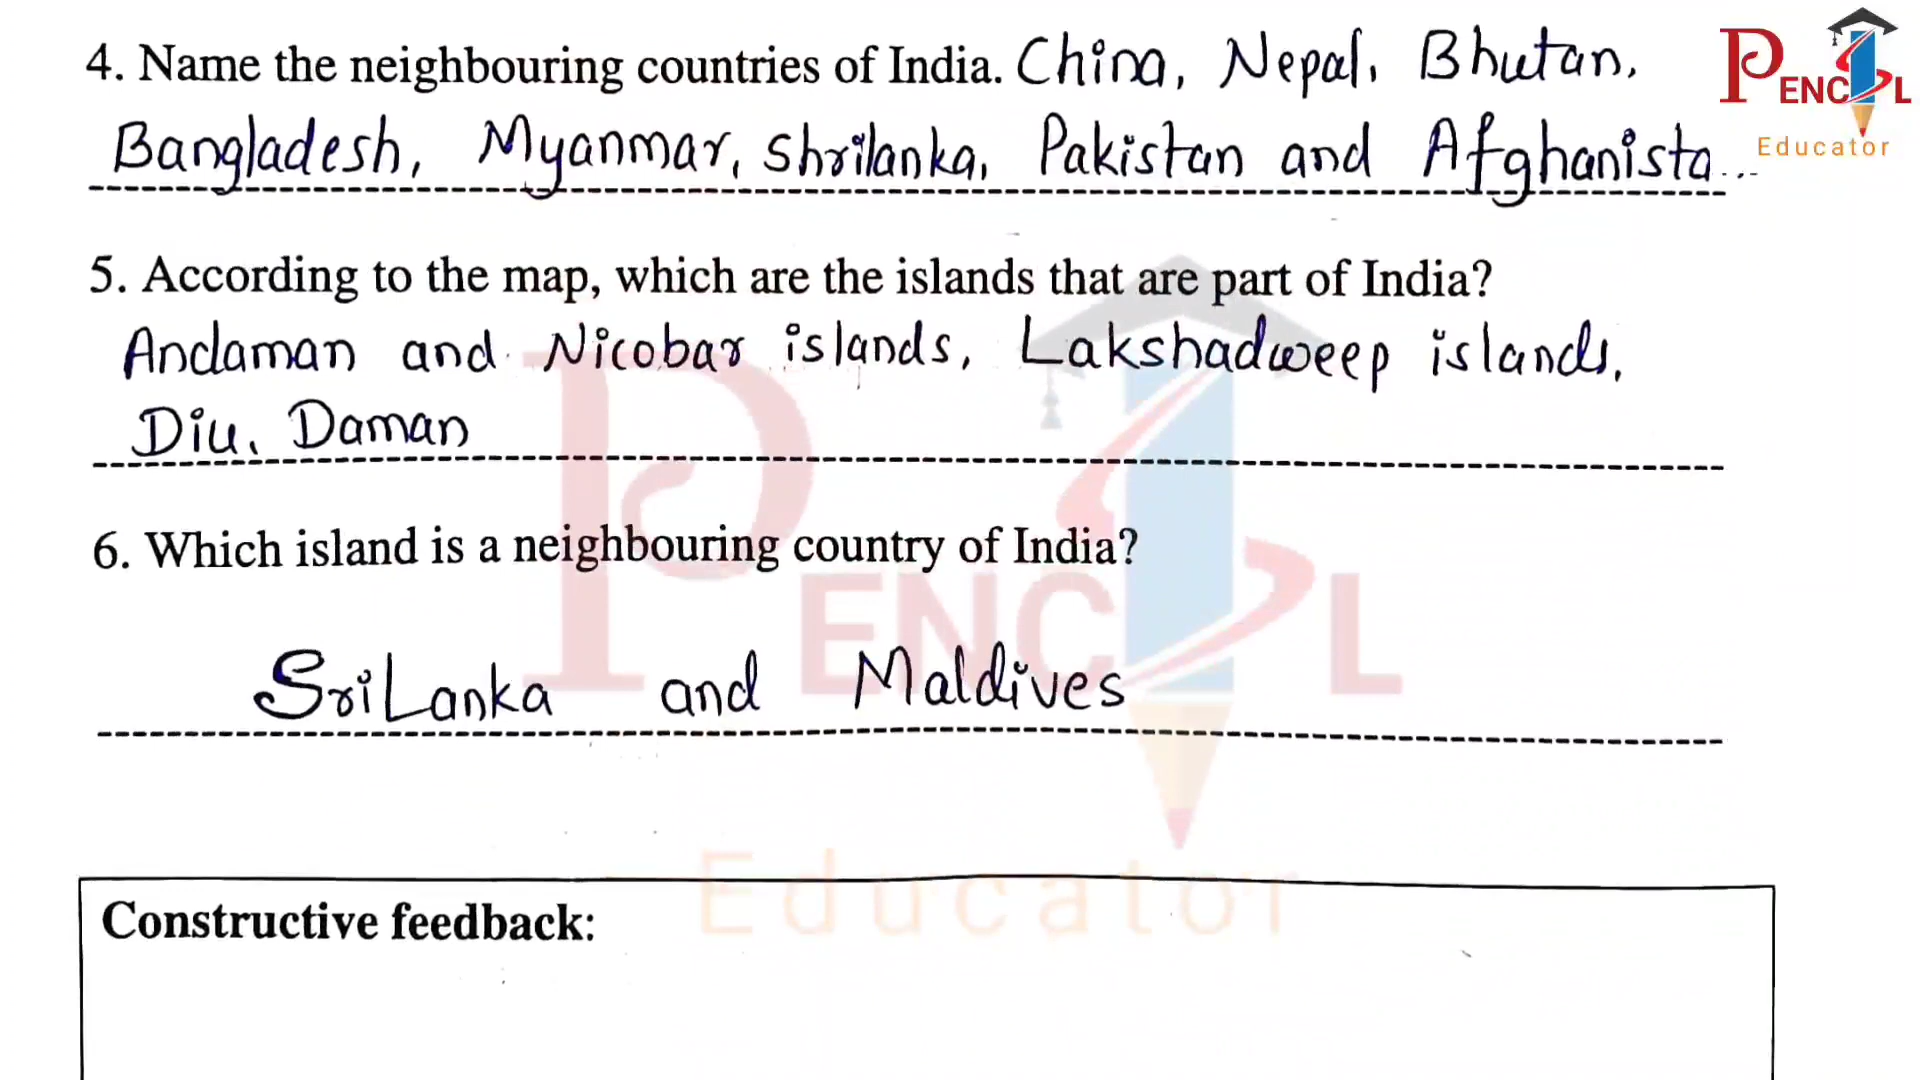 4. Name the neighbouring countries of India. China, Nepal, Bhutan,
Bangladesh, Myanmar, Shrilanka, Pakistan and Afghanista...
PENCIL
Educator
5. According to the map, which are the islands that are part of India?
Andaman and Nicobar islands, Lakshadweep islands,
Diu, Daman
6. Which island is a neighbouring country of India?
SriLanka and Maldives
PENCIL
Educator
Constructive feedback: